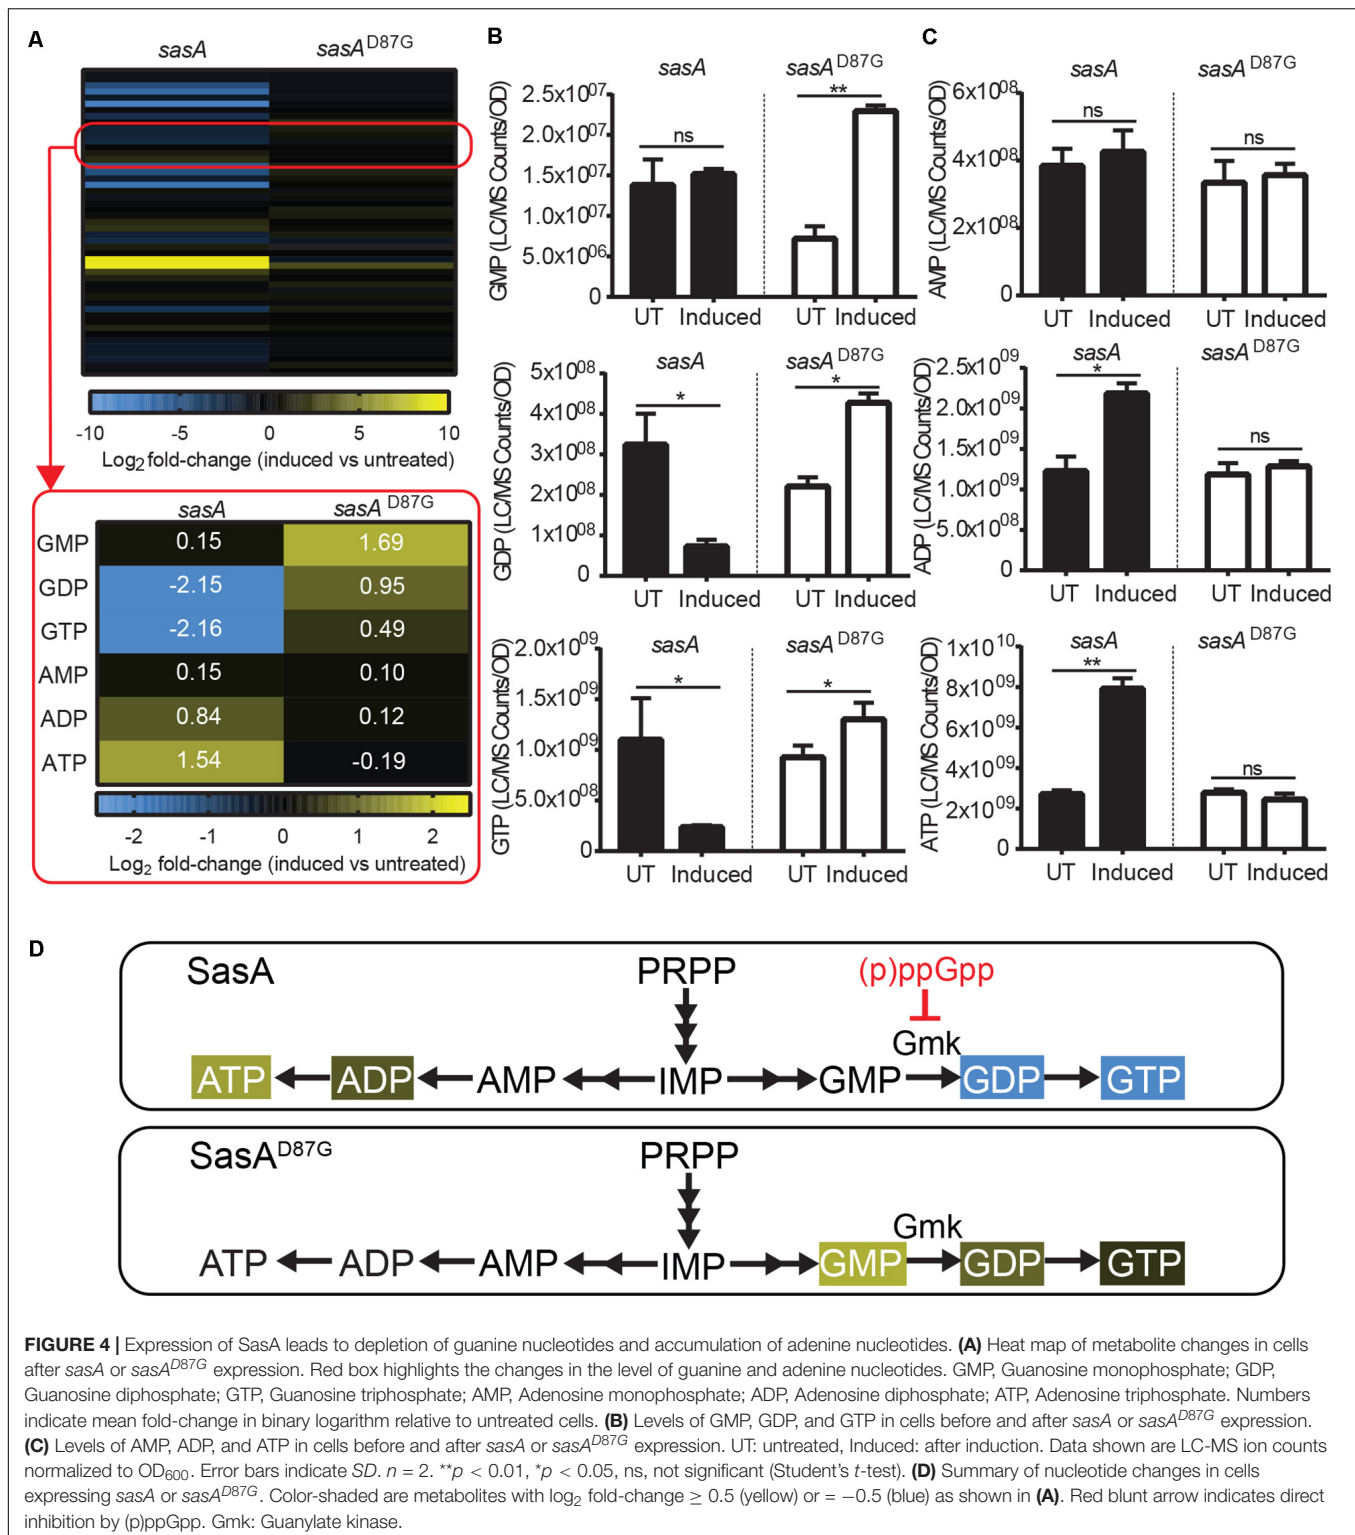 A
sasA sasA D87G
-10 -5 0 5 10
Log2 fold-change (induced vs untreated)
sasA sasA D87G
GMP 0.15 1.69
GDP -2.15 0.95
GTP -2.16 0.49
AMP 0.15 0.10
ADP 0.84 0.12
ATP 1.54 -0.19
-2 -1 0 1 2
Log2 fold-change (induced vs untreated)
B
sasA sasA D87G
GMP (LC/MS Counts/OD)
2.5x10^07
2.0x10^07
1.5x10^07
1.0x10^07
5.0x10^06
0
ns **
UT Induced UT Induced
sasA sasA D87G
GDP (LC/MS Counts/OD)
5x10^08
4x10^08
3x10^08
2x10^08
1x10^08
0
* *
UT Induced UT Induced
sasA sasA D87G
GTP (LC/MS Counts/OD)
2.0x10^09
1.5x10^09
1.0x10^09
5.0x10^08
0
* *
UT Induced UT Induced
C
sasA sasA D87G
AMP (LC/MS Counts/OD)
6x10^08
4x10^08
2x10^08
0
ns ns
UT Induced UT Induced
sasA sasA D87G
ADP (LC/MS Counts/OD)
2.5x10^09
2.0x10^09
1.5x10^09
1.0x10^09
5.0x10^08
0
* ns
UT Induced UT Induced
sasA sasA D87G
ATP (LC/MS Counts/OD)
1x10^10
8x10^09
6x10^09
4x10^09
2x10^09
0
** ns
UT Induced UT Induced
D
SasA PRPP (p)ppGpp
Gmk
ATP ADP AMP IMP GMP GDP GTP
SasA^D87G PRPP
Gmk
ATP ADP AMP IMP GMP GDP GTP
FIGURE 4 | Expression of SasA leads to depletion of guanine nucleotides and accumulation of adenine nucleotides. (A) Heat map of metabolite changes in cells
after sasA or sasA^D87G expression. Red box highlights the changes in the level of guanine and adenine nucleotides. GMP, Guanosine monophosphate; GDP,
Guanosine diphosphate; GTP, Guanosine triphosphate; AMP, Adenosine monophosphate; ADP, Adenosine diphosphate; ATP, Adenosine triphosphate. Numbers
indicate mean fold-change in binary logarithm relative to untreated cells. (B) Levels of GMP, GDP, and GTP in cells before and after sasA or sasA^D87G expression.
(C) Levels of AMP, ADP, and ATP in cells before and after sasA or sasA^D87G expression. UT: untreated, Induced: after induction. Data shown are LC-MS ion counts
normalized to OD600. Error bars indicate SD. n = 2. **p < 0.01, *p < 0.05, ns, not significant (Student's t-test). (D) Summary of nucleotide changes in cells
expressing sasA or sasA^D87G. Color-shaded are metabolites with log2 fold-change ≥ 0.5 (yellow) or = −0.5 (blue) as shown in (A). Red blunt arrow indicates direct
inhibition by (p)ppGpp. Gmk: Guanylate kinase.